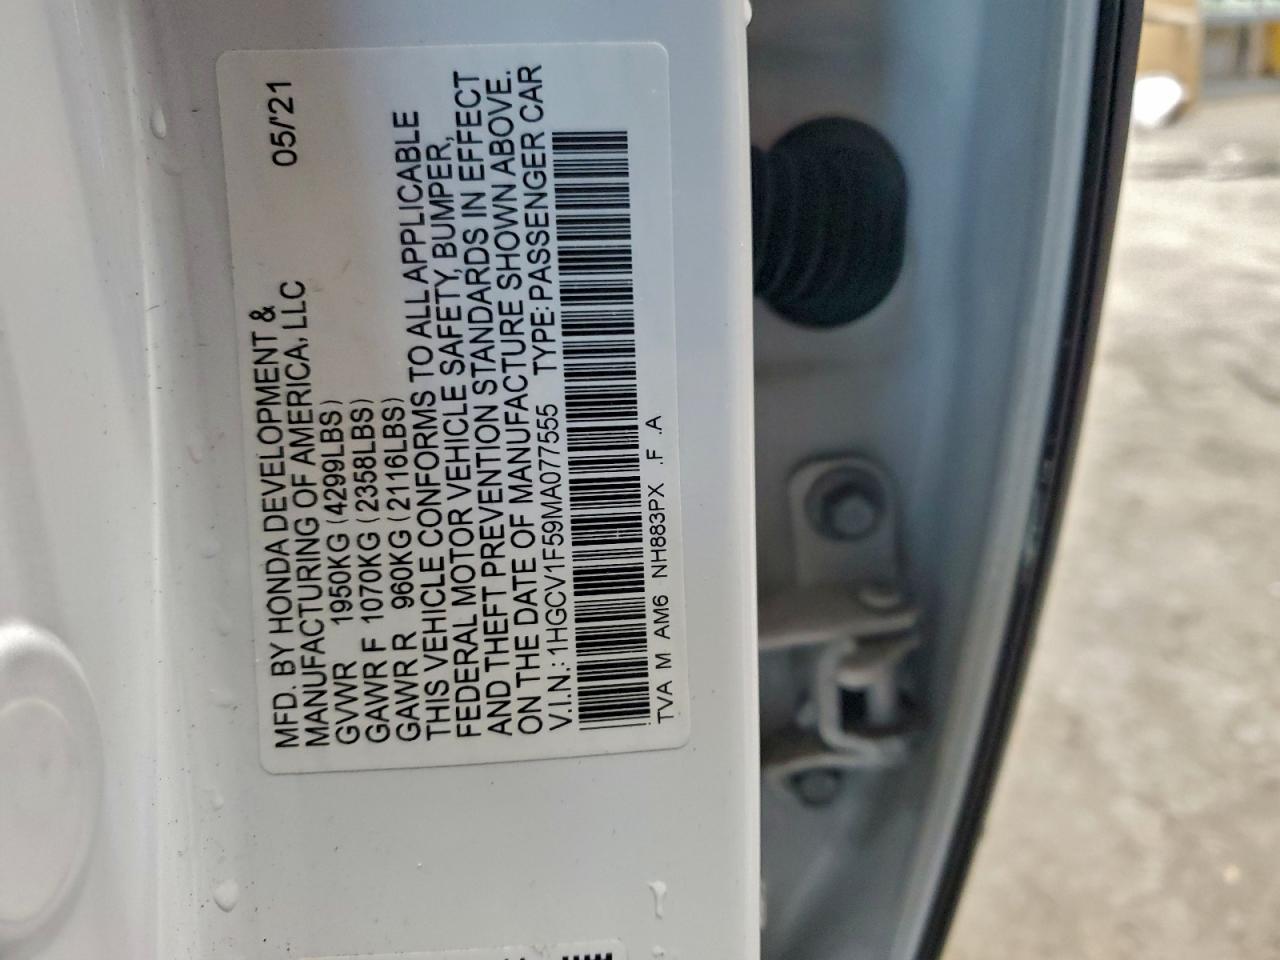 MFD. BY HONDA DEVELOPMENT &
MANUFACTURING OF AMERICA, LLC 05/'21
GVWR 1950KG (4299LBS)
GAWR F 1070KG (2358LBS)
GAWR R 960KG (2116LBS)
THIS VEHICLE CONFORMS TO ALL APPLICABLE
FEDERAL MOTOR VEHICLE SAFETY, BUMPER,
AND THEFT PREVENTION STANDARDS IN EFFECT
ON THE DATE OF MANUFACTURE SHOWN ABOVE.
V.I.N.: 1HGCV1F59MA077555 TYPE: PASSENGER CAR
TVA M AM6 NH883PX .F .A